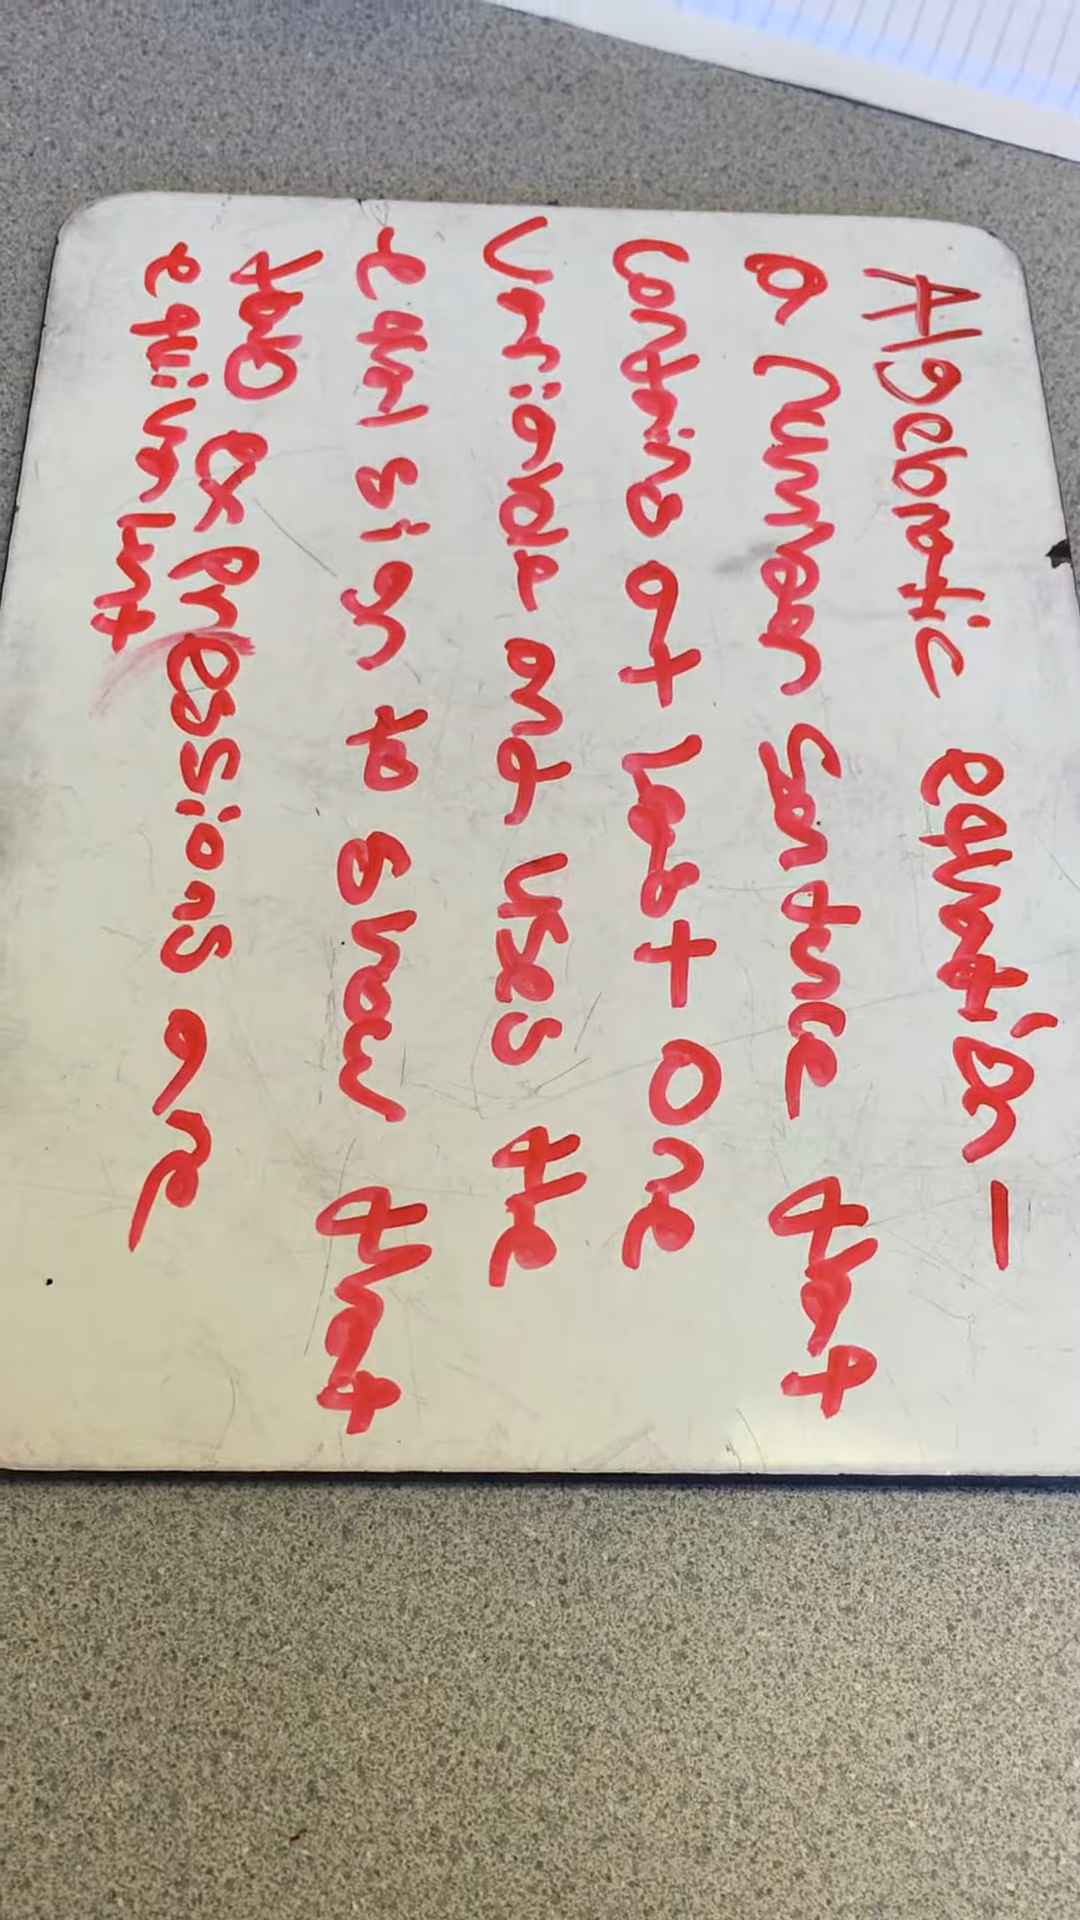 Algebratic equation -
a number sentence that
contains at least one
variable and uses the
equal sign to show that
two expressions are
equivalent